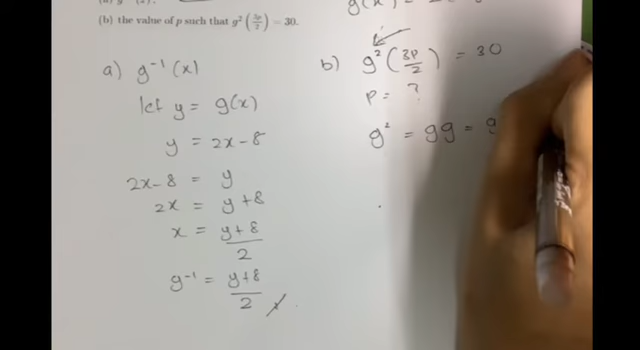 (b) the value of p such that g²(3p/2) = 30.
g(x) =
a) g⁻¹(x)
let y = g(x)
y = 2x-8
2x-8 = y
2x = y+8
x = y+8/2
g⁻¹ = y+8/2
b) g²(3p/2) = 30
p = ?
g² = gg = g